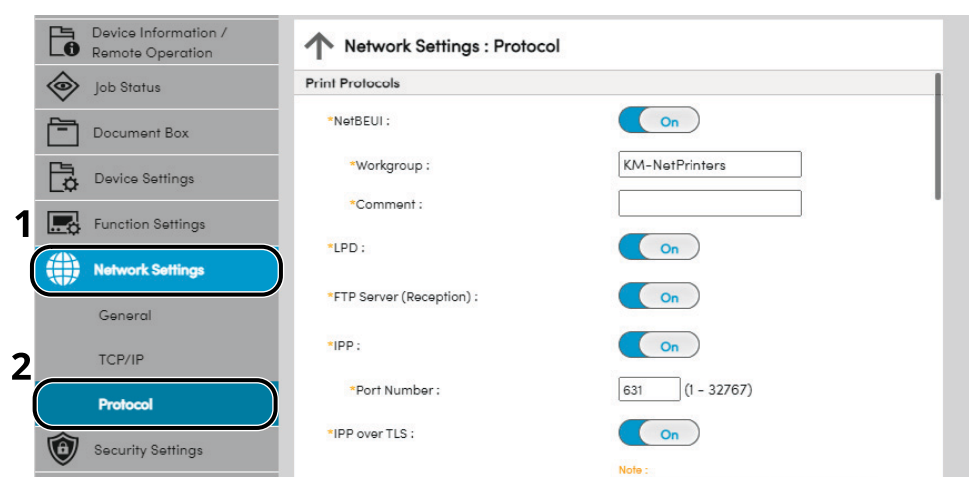 Device Information /
Remote Operation
Job Status
Document Box
Device Settings
1
Function Settings
Network Settings
General
2
TCP/IP
Protocol
Security Settings
Network Settings : Protocol
Print Protocols
*NetBEUI :
On
*Workgroup :
KM-NetPrinters
*Comment :
*LPD :
On
*FTP Server (Reception) :
On
*IPP :
On
*Port Number :
631 (1 - 32767)
*IPP over TLS :
On
Note :